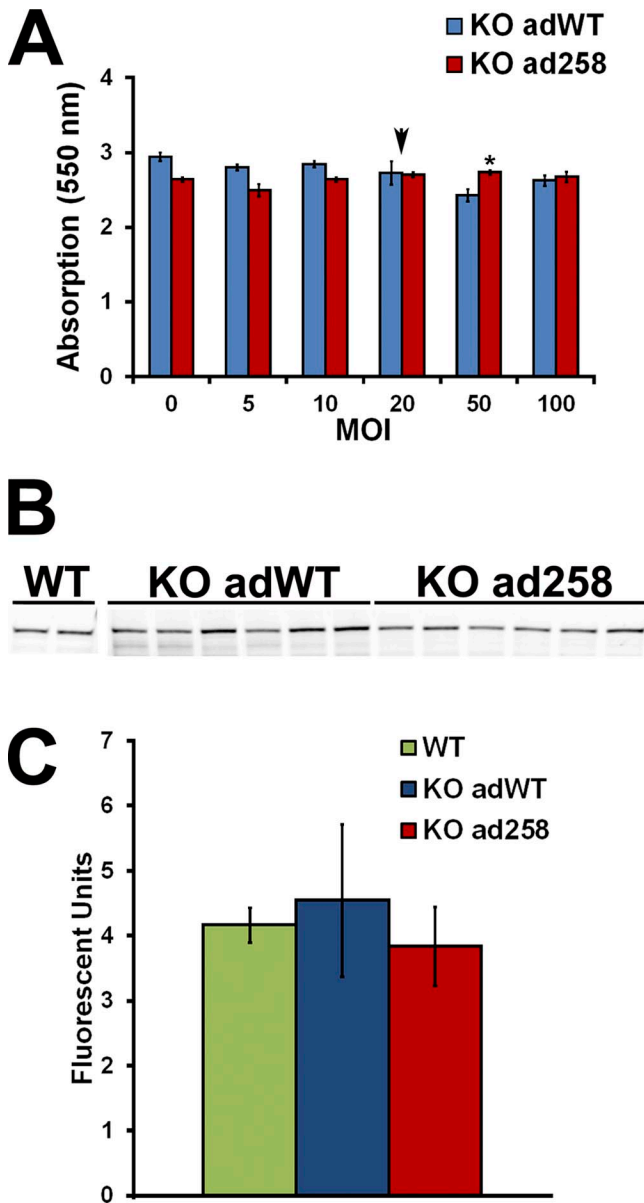 A
KO adWT
KO ad258
Absorption (550 nm)
4
3
2
1
0
*
0 5 10 20 50 100
MOI
B
WT KO adWT KO ad258
C
WT
KO adWT
KO ad258
Fluorescent Units
7
6
5
4
3
2
1
0